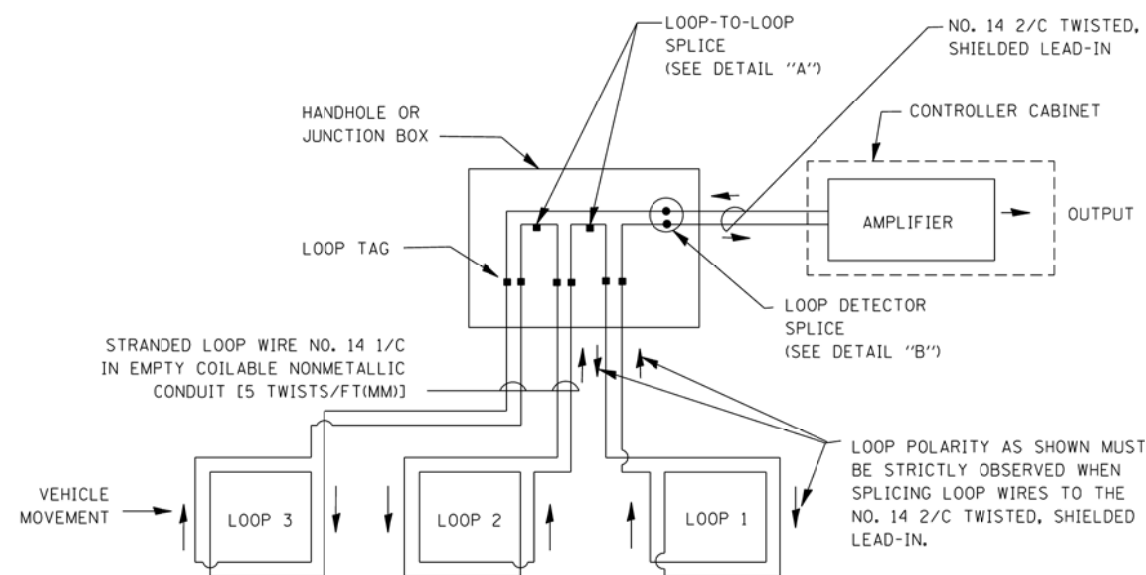 LOOP-TO-LOOP
SPLICE
(SEE DETAIL "A")
NO. 14 2/C TWISTED,
SHIELDED LEAD-IN
HANDHOLE OR
JUNCTION BOX
CONTROLLER CABINET
AMPLIFIER
OUTPUT
LOOP TAG
LOOP DETECTOR
SPLICE
(SEE DETAIL "B")
STRANDED LOOP WIRE NO. 14 1/C
IN EMPTY COILABLE NONMETALLIC
CONDUIT [5 TWISTS/FT(MM)]
LOOP POLARITY AS SHOWN MUST
BE STRICTLY OBSERVED WHEN
SPLICING LOOP WIRES TO THE
NO. 14 2/C TWISTED, SHIELDED
LEAD-IN.
VEHICLE
MOVEMENT
LOOP 3
LOOP 2
LOOP 1